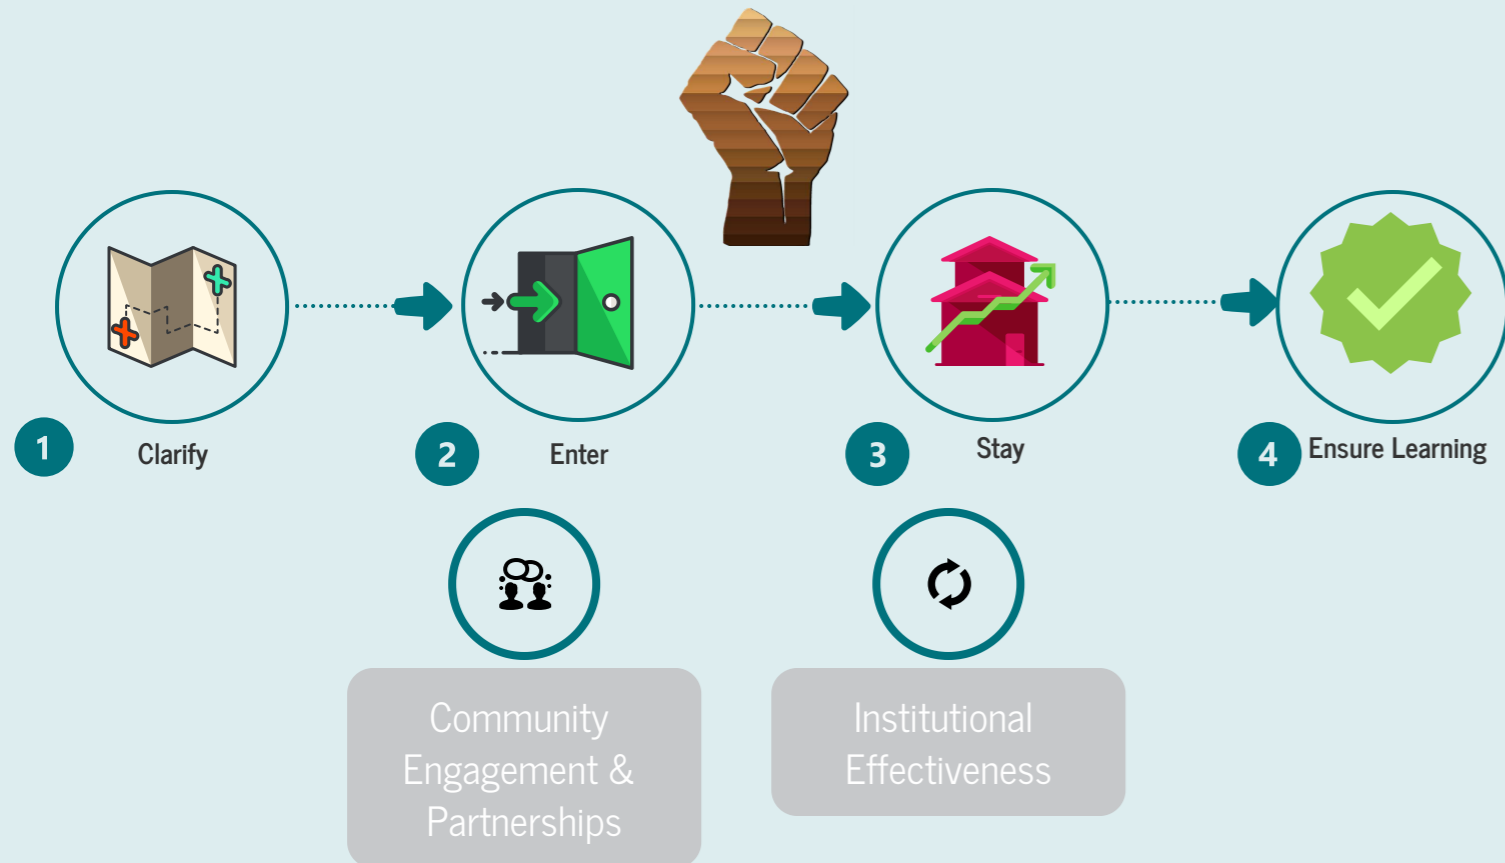 1
Clarify
2
Enter
3
Stay
4
Ensure Learning
Community
Engagement &
Partnerships
Institutional
Effectiveness